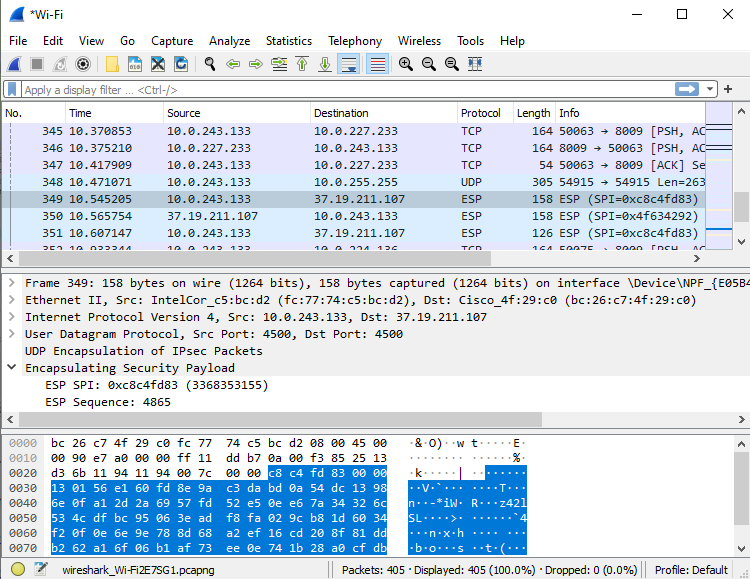 *Wi-Fi
File Edit View Go Capture Analyze Statistics Telephony Wireless Tools Help
Apply a display filter ... <Ctrl-/>
No. Time Source Destination Protocol Length Info
345 10.370853 10.0.243.133 10.0.227.233 TCP 164 50063 → 8009 [PSH, AC
346 10.375210 10.0.227.233 10.0.243.133 TCP 164 8009 → 50063 [PSH, AC
347 10.417909 10.0.243.133 10.0.227.233 TCP 54 50063 → 8009 [ACK] Se
348 10.471071 10.0.243.133 10.0.255.255 UDP 305 54915 → 54915 Len=263
349 10.545205 10.0.243.133 37.19.211.107 ESP 158 ESP (SPI=0xc8c4fd83)
350 10.565754 37.19.211.107 10.0.243.133 ESP 158 ESP (SPI=0x4f634292)
351 10.607147 10.0.243.133 37.19.211.107 ESP 126 ESP (SPI=0xc8c4fd83)
352 10.933344 10.0.243.133 10.0.224.136 TCP 164 50075 → 8009 [PSH, AC
Frame 349: 158 bytes on wire (1264 bits), 158 bytes captured (1264 bits) on interface \Device\NPF_{E05B4
Ethernet II, Src: IntelCor_c5:bc:d2 (fc:77:74:c5:bc:d2), Dst: Cisco_4f:29:c0 (bc:26:c7:4f:29:c0)
Internet Protocol Version 4, Src: 10.0.243.133, Dst: 37.19.211.107
User Datagram Protocol, Src Port: 4500, Dst Port: 4500
UDP Encapsulation of IPsec Packets
Encapsulating Security Payload
ESP SPI: 0xc8c4fd83 (3368353155)
ESP Sequence: 4865
0000 bc 26 c7 4f 29 c0 fc 77 74 c5 bc d2 08 00 45 00 ·&·O)··w t·····E·
0010 00 90 e7 a0 00 00 ff 11 dd b7 0a 00 f3 85 25 13 ········ ······%·
0020 d3 6b 11 94 11 94 00 7c 00 00 c8 c4 fd 83 00 00 ·k·····| ········
0030 13 01 56 e1 60 fd 8e 9a c3 da bd 0a 54 dc 13 98 ··V·`··· ····T···
0040 6e 0f a1 2d 2a 69 57 fd 52 e5 0e e6 7a 34 32 6c n··-*iW· R···z42l
0050 53 4c df bc 95 06 3e ad f8 fa 02 9c b8 1d 60 34 SL····>· ······`4
0060 f2 0f 0e 6e 9e 78 8d 68 a2 ef 16 cd 20 8f 81 dd ···n·x·h ···· ···
0070 b2 62 a1 6f 06 b1 af 73 ee 0e 74 1b 28 a0 cf db ·b·o···s ··t·(···
wireshark_Wi-Fi2E7SG1.pcapng Packets: 405 · Displayed: 405 (100.0%) · Dropped: 0 (0.0%) Profile: Default